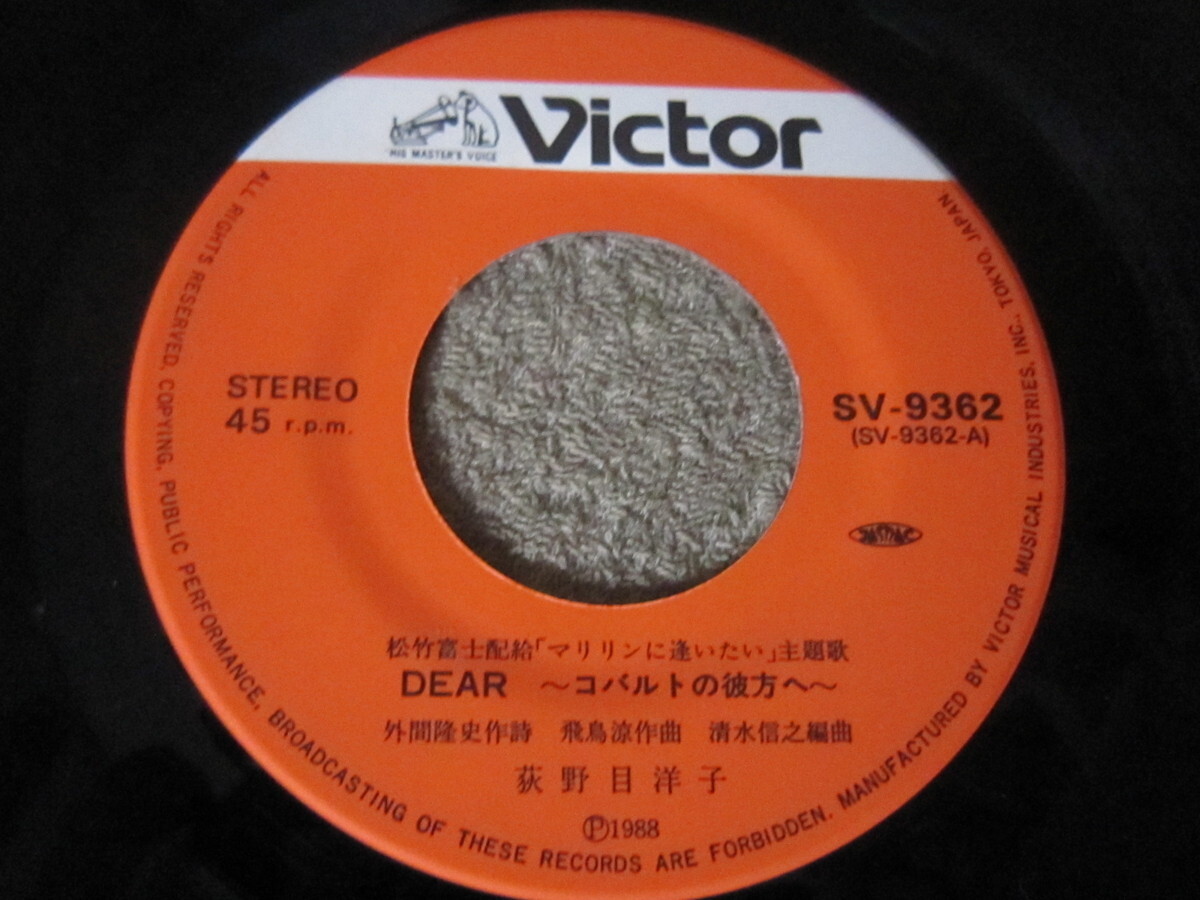 "HIS MASTER'S VOICE"
Victor
STEREO
45 r.p.m.
SV-9362
(SV-9362-A)
松竹富士配給「マリリンに逢いたい」主題歌
DEAR ～コバルトの彼方へ～
外間隆史作詩 飛鳥涼作曲 清水信之編曲
荻野目洋子
Ⓟ1988
ALL RIGHTS RESERVED. COPYING, PUBLIC PERFORMANCE, BROADCASTING OF THESE RECORDS ARE FORBIDDEN. MANUFACTURED BY VICTOR MUSICAL INDUSTRIES, INC., TOKYO, JAPAN.